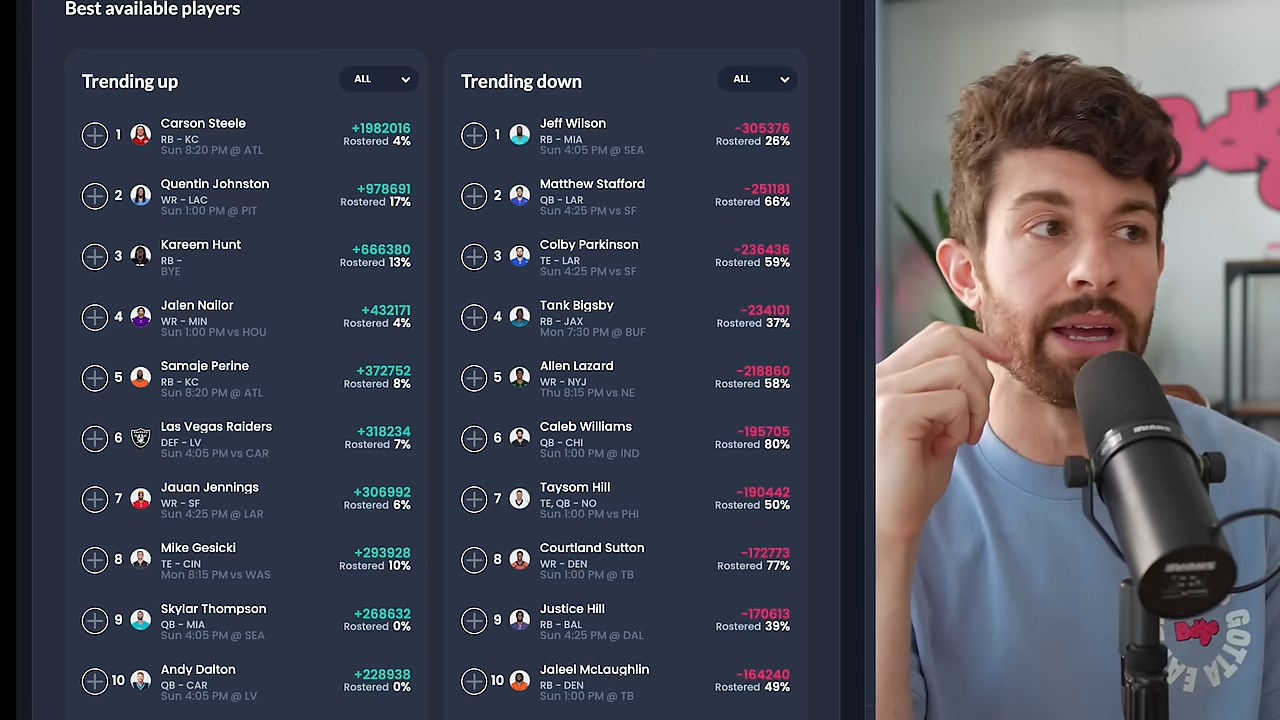 Best available players
Trending up
ALL
1
Carson Steele
RB - KC
Sun 8:20 PM @ ATL
+1982016
Rostered 4%
2
Quentin Johnston
WR - LAC
Sun 1:00 PM @ PIT
+978691
Rostered 17%
3
Kareem Hunt
RB -
BYE
+666380
Rostered 13%
4
Jalen Nailor
WR - MIN
Sun 1:00 PM vs HOU
+432171
Rostered 4%
5
Samaje Perine
RB - KC
Sun 8:20 PM @ ATL
+372752
Rostered 8%
6
Las Vegas Raiders
DEF - LV
Sun 4:05 PM vs CAR
+318234
Rostered 7%
7
Jauan Jennings
WR - SF
Sun 4:25 PM @ LAR
+306992
Rostered 6%
8
Mike Gesicki
TE - CIN
Mon 8:15 PM vs WAS
+293928
Rostered 10%
9
Skylar Thompson
QB - MIA
Sun 4:05 PM @ SEA
+268632
Rostered 0%
10
Andy Dalton
QB - CAR
Sun 4:05 PM @ LV
+228938
Rostered 0%
Trending down
ALL
1
Jeff Wilson
RB - MIA
Sun 4:05 PM @ SEA
-305376
Rostered 26%
2
Matthew Stafford
QB - LAR
Sun 4:25 PM vs SF
-251181
Rostered 66%
3
Colby Parkinson
TE - LAR
Sun 4:25 PM vs SF
-236436
Rostered 59%
4
Tank Bigsby
RB - JAX
Mon 7:30 PM @ BUF
-234101
Rostered 37%
5
Allen Lazard
WR - NYJ
Thu 8:15 PM vs NE
-218860
Rostered 58%
6
Caleb Williams
QB - CHI
Sun 1:00 PM @ IND
-195705
Rostered 80%
7
Taysom Hill
TE, QB - NO
Sun 1:00 PM vs PHI
-190442
Rostered 50%
8
Courtland Sutton
WR - DEN
Sun 1:00 PM @ TB
-172773
Rostered 77%
9
Justice Hill
RB - BAL
Sun 4:25 PM @ DAL
-170613
Rostered 39%
10
Jaleel McLaughlin
RB - DEN
Sun 1:00 PM @ TB
-164240
Rostered 49%
GOTTA EA